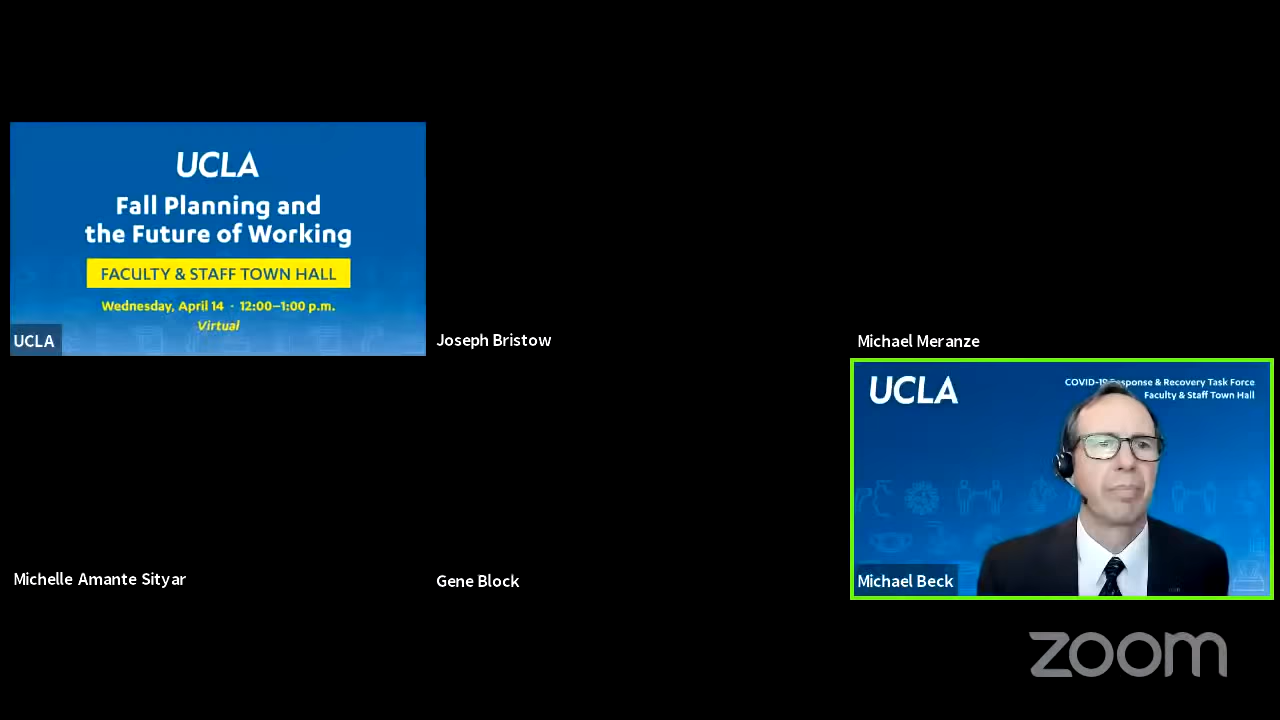 UCLA
Fall Planning and
the Future of Working
FACULTY & STAFF TOWN HALL
Wednesday, April 14 · 12:00–1:00 p.m.
Virtual
UCLA
Joseph Bristow
Michael Meranze
UCLA
COVID-19 Response & Recovery Task Force
Faculty & Staff Town Hall
Michelle Amante Sityar
Gene Block
Michael Beck
zoom